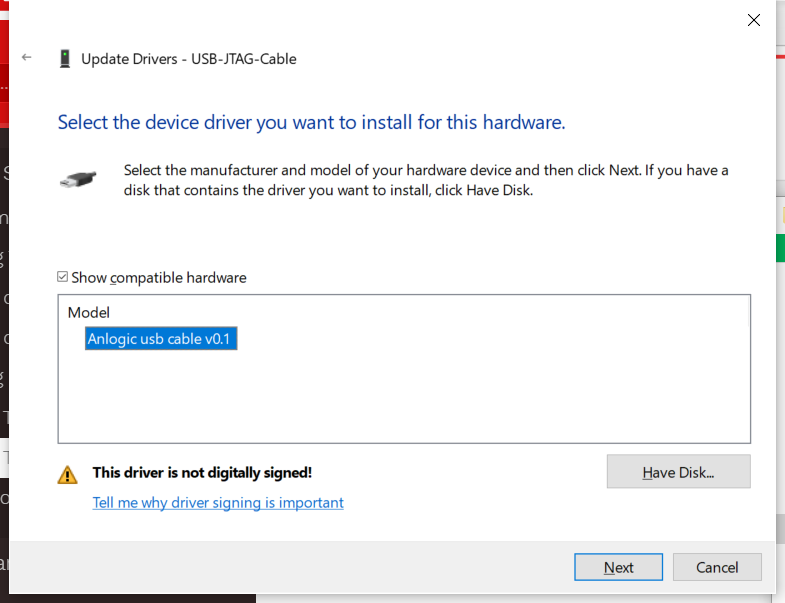 Update Drivers - USB-JTAG-Cable
Select the device driver you want to install for this hardware.
Select the manufacturer and model of your hardware device and then click Next. If you have a
disk that contains the driver you want to install, click Have Disk.
Show compatible hardware
Model
Anlogic usb cable v0.1
This driver is not digitally signed!
Have Disk...
Tell me why driver signing is important
Next
Cancel